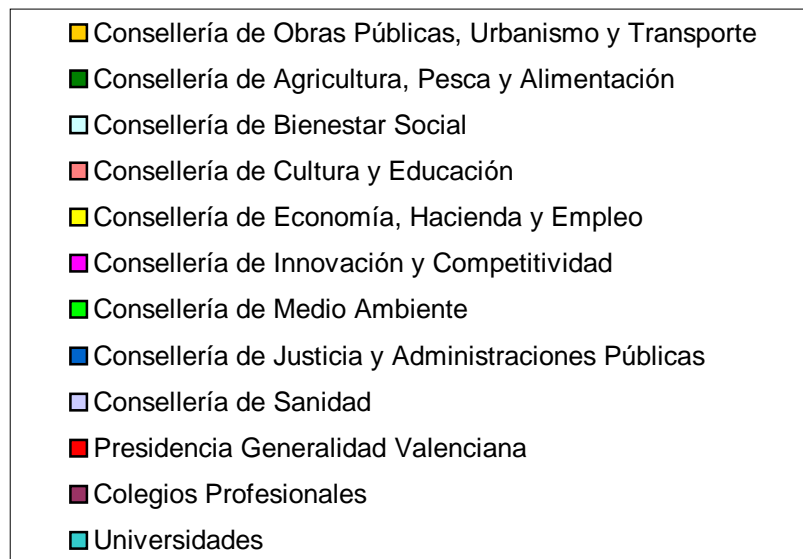 Consellería de Obras Públicas, Urbanismo y Transporte
Consellería de Agricultura, Pesca y Alimentación
Consellería de Bienestar Social
Consellería de Cultura y Educación
Consellería de Economía, Hacienda y Empleo
Consellería de Innovación y Competitividad
Consellería de Medio Ambiente
Consellería de Justicia y Administraciones Públicas
Consellería de Sanidad
Presidencia Generalidad Valenciana
Colegios Profesionales
Universidades